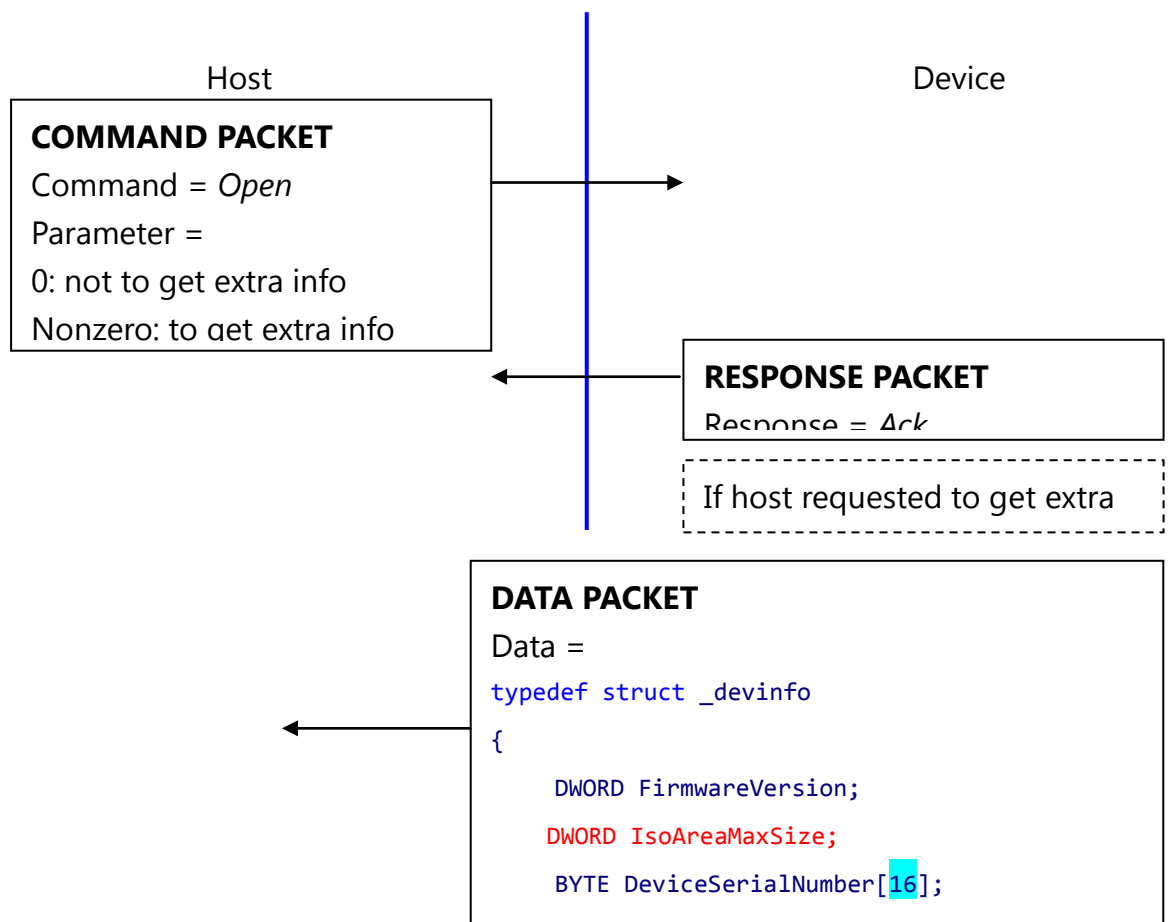 Host
Device
COMMAND PACKET
Command = Open
Parameter =
0: not to get extra info
Nonzero: to get extra info
RESPONSE PACKET
Response = Ack
If host requested to get extra
DATA PACKET
Data =
typedef struct _devinfo
{
DWORD FirmwareVersion;
DWORD IsoAreaMaxSize;
BYTE DeviceSerialNumber[16];